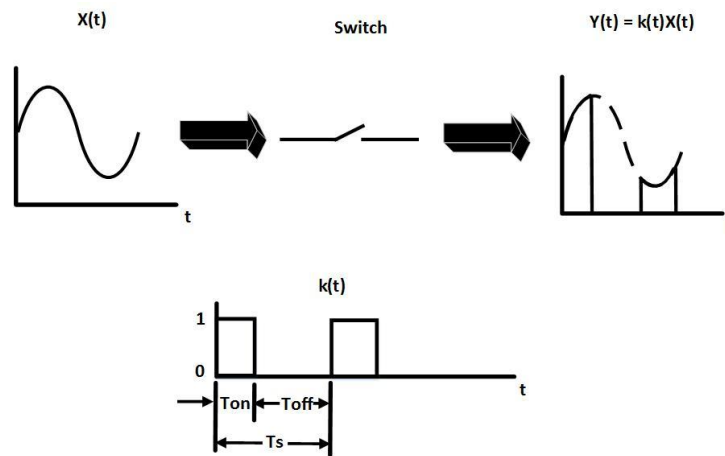 X(t)
Switch
Y(t) = k(t)X(t)
t
k(t)
1
0
t
Ton
Toff
Ts